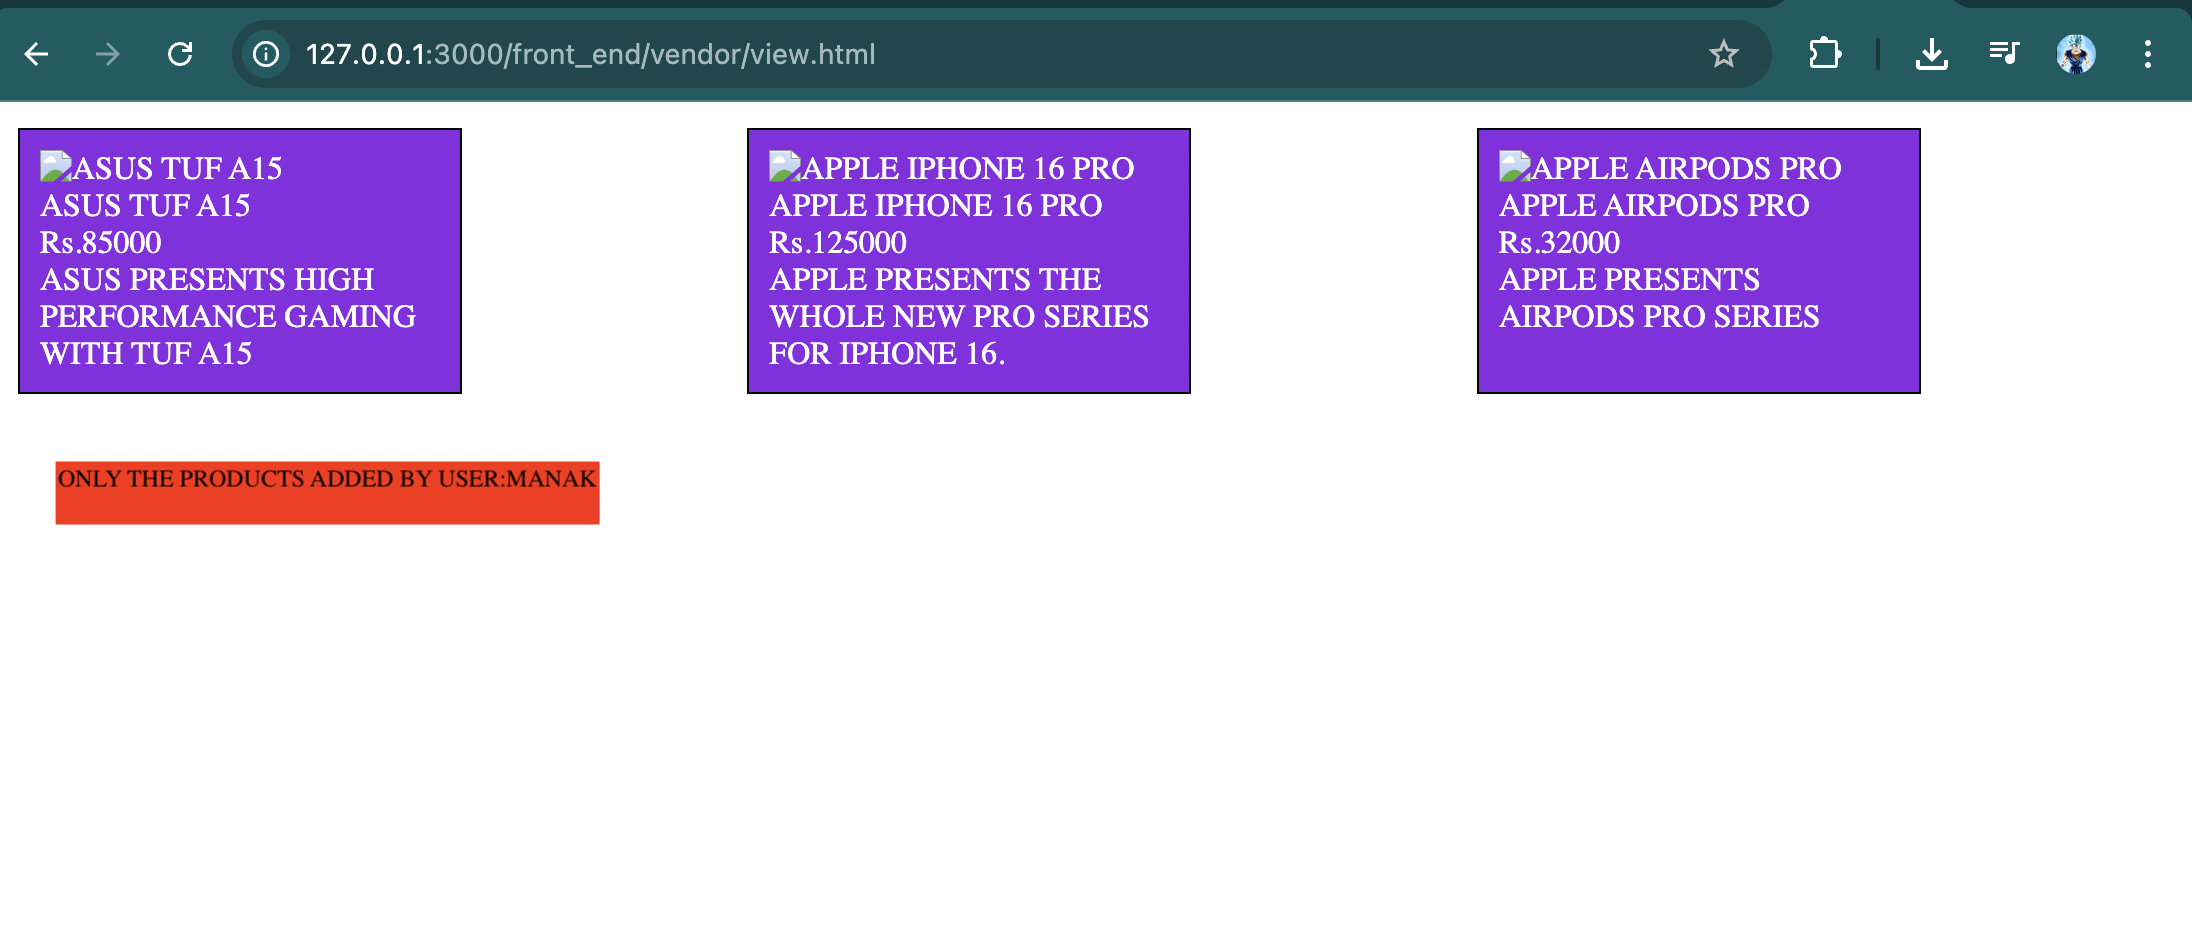 127.0.0.1:3000/front_end/vendor/view.html
ASUS TUF A15
ASUS TUF A15
Rs.85000
ASUS PRESENTS HIGH
PERFORMANCE GAMING
WITH TUF A15
APPLE IPHONE 16 PRO
APPLE IPHONE 16 PRO
Rs.125000
APPLE PRESENTS THE
WHOLE NEW PRO SERIES
FOR IPHONE 16.
APPLE AIRPODS PRO
APPLE AIRPODS PRO
Rs.32000
APPLE PRESENTS
AIRPODS PRO SERIES
ONLY THE PRODUCTS ADDED BY USER:MANAK